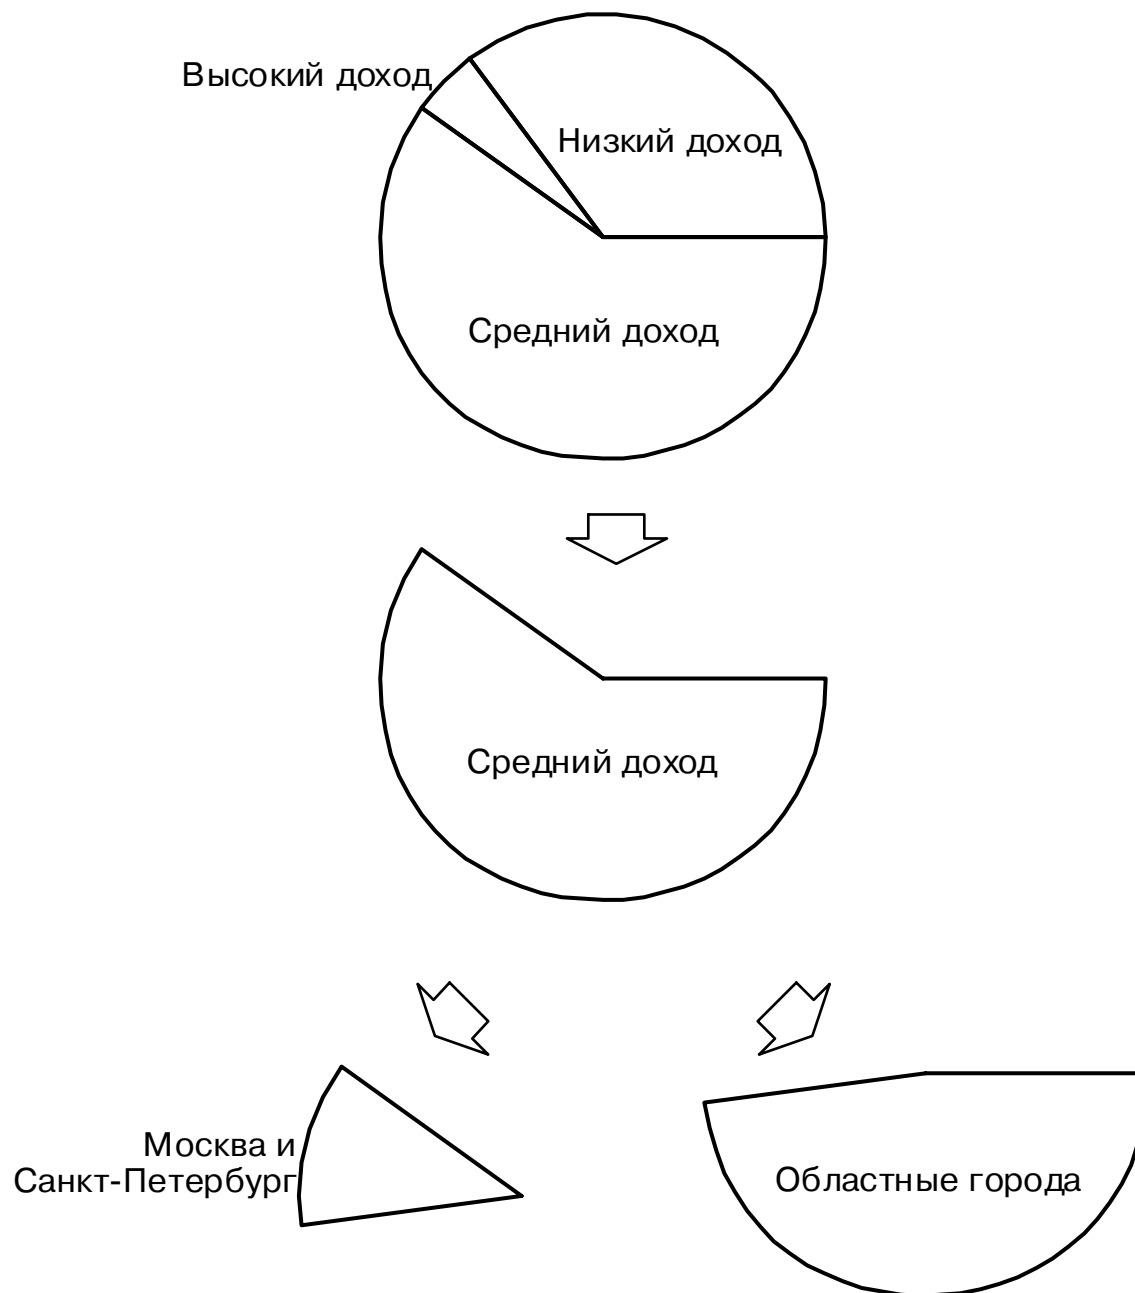 Высокий доход
Низкий доход
Средний доход
Средний доход
Москва и
Санкт-Петербург
Областные города